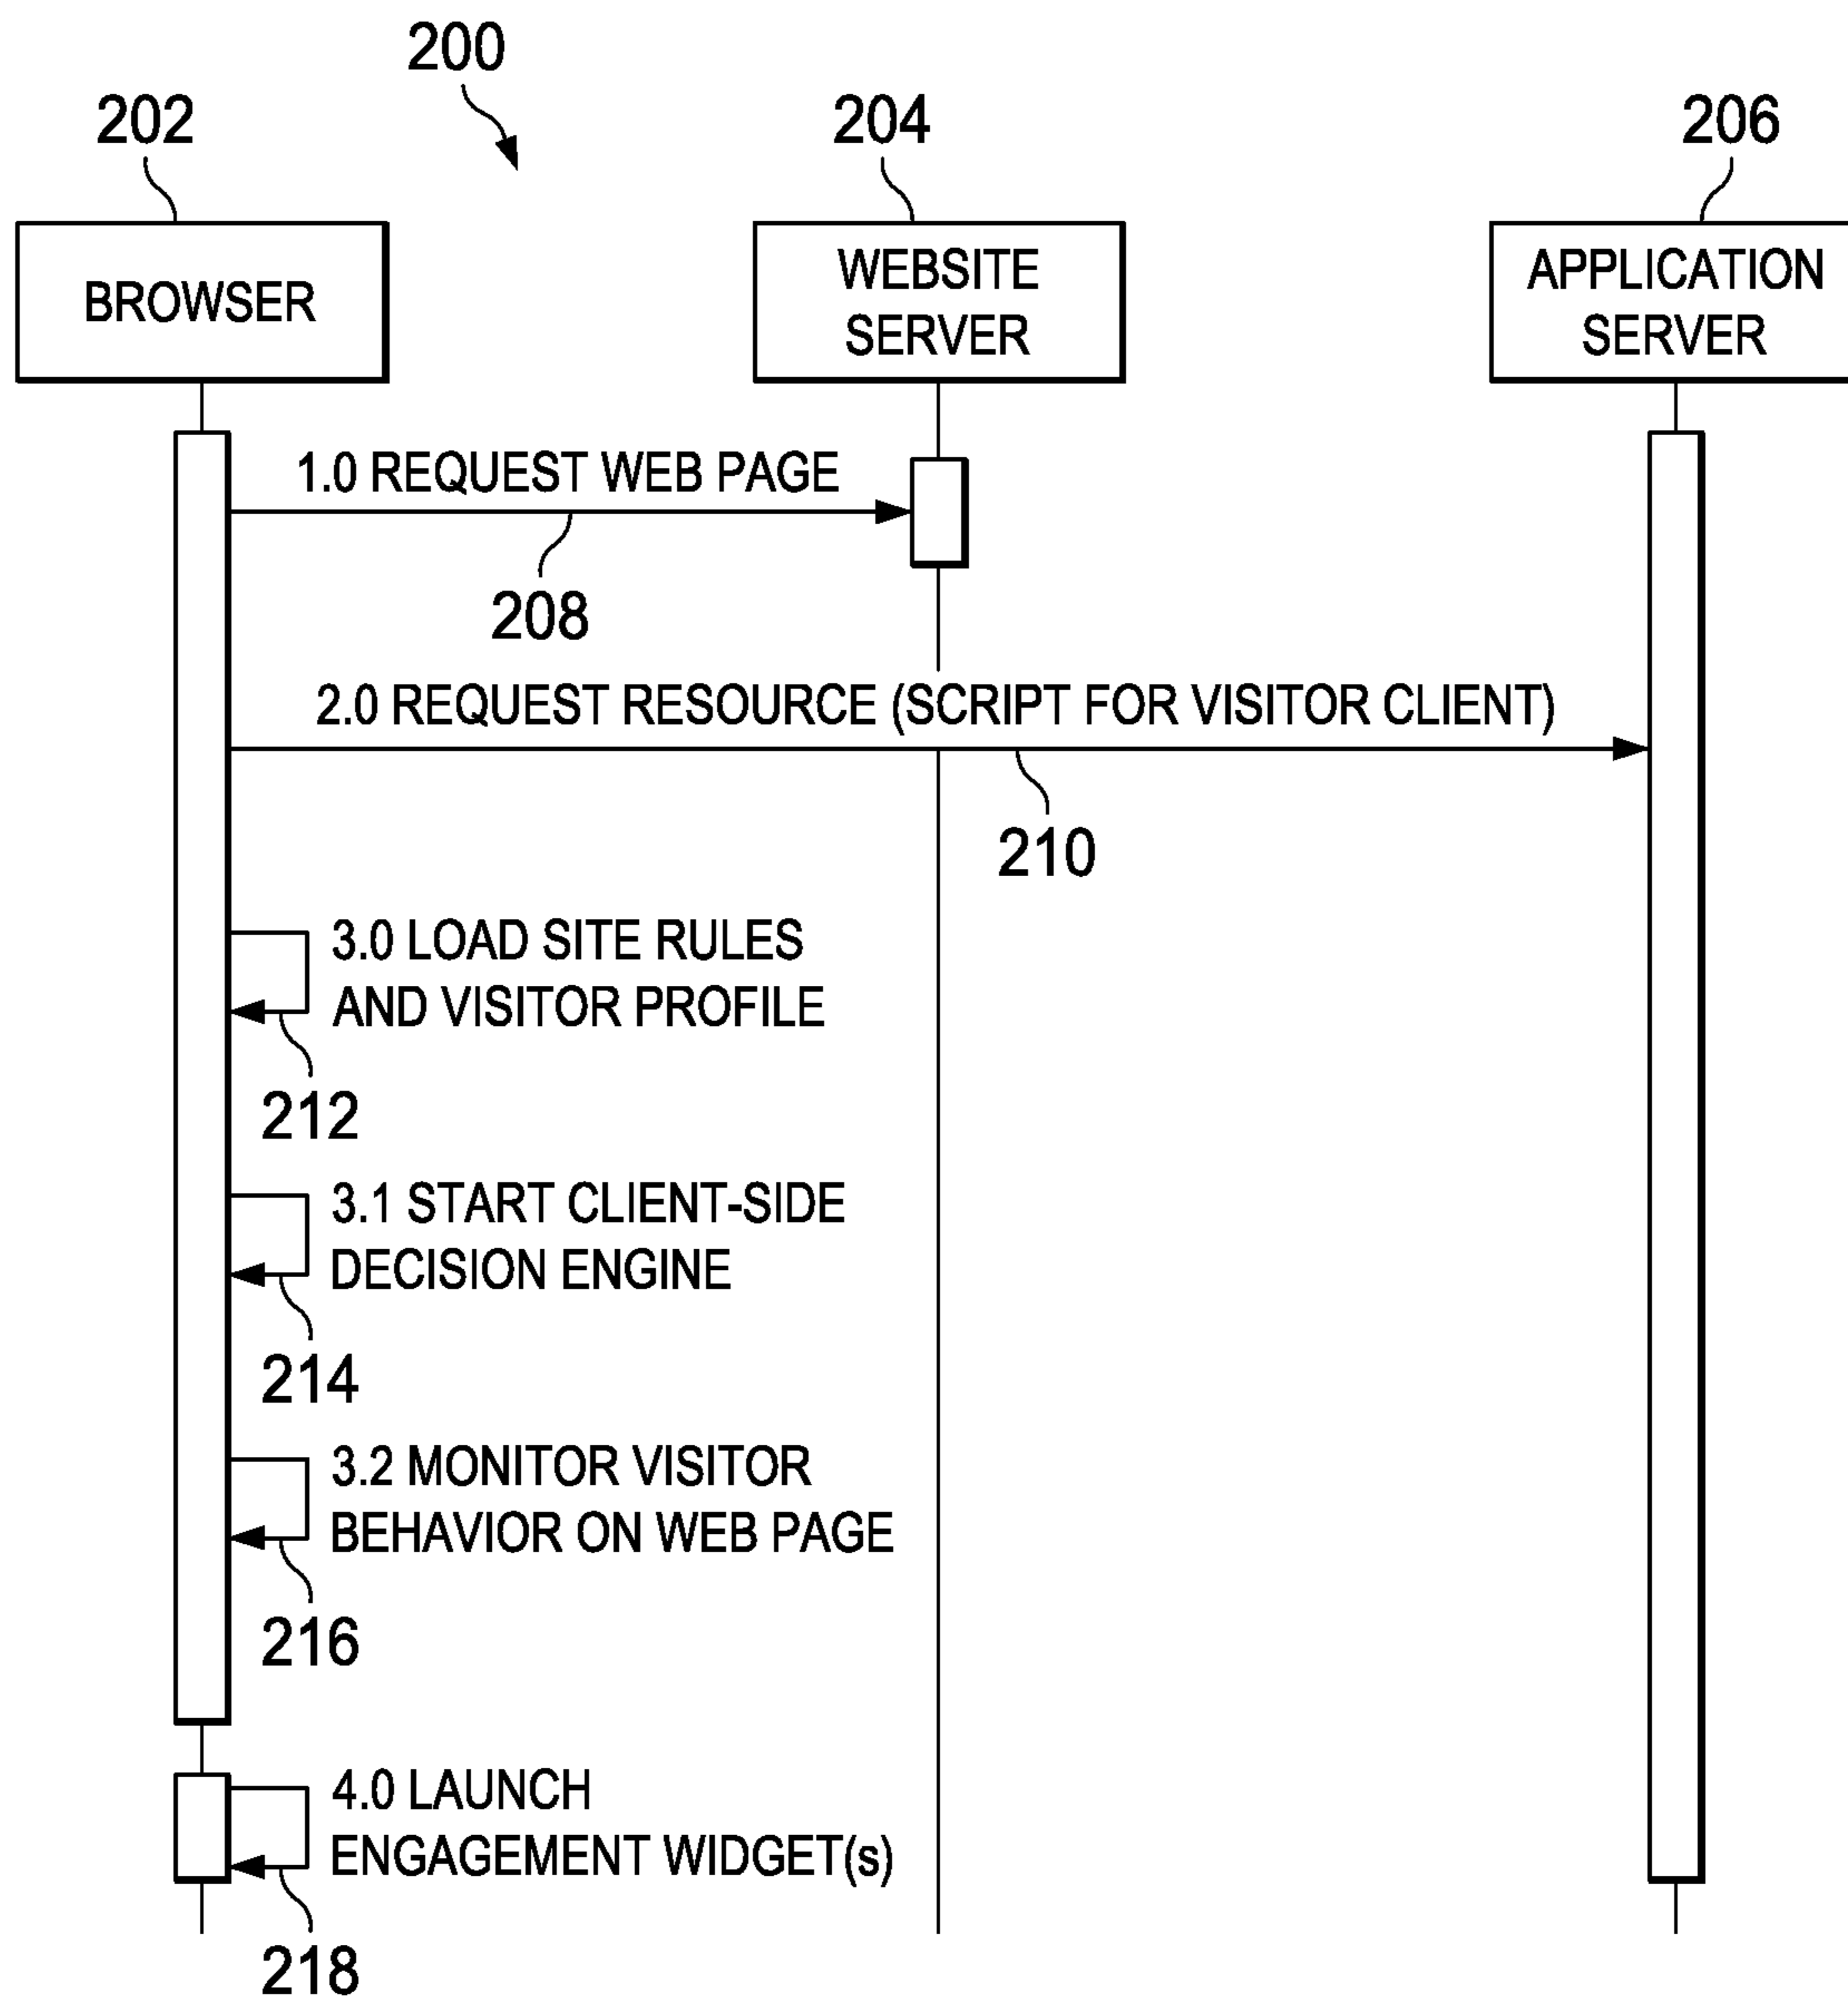 200
202
204
206
BROWSER
WEBSITE
SERVER
APPLICATION
SERVER
1.0 REQUEST WEB PAGE
208
2.0 REQUEST RESOURCE (SCRIPT FOR VISITOR CLIENT)
210
3.0 LOAD SITE RULES
AND VISITOR PROFILE
212
3.1 START CLIENT-SIDE
DECISION ENGINE
214
3.2 MONITOR VISITOR
BEHAVIOR ON WEB PAGE
216
4.0 LAUNCH
ENGAGEMENT WIDGET(s)
218